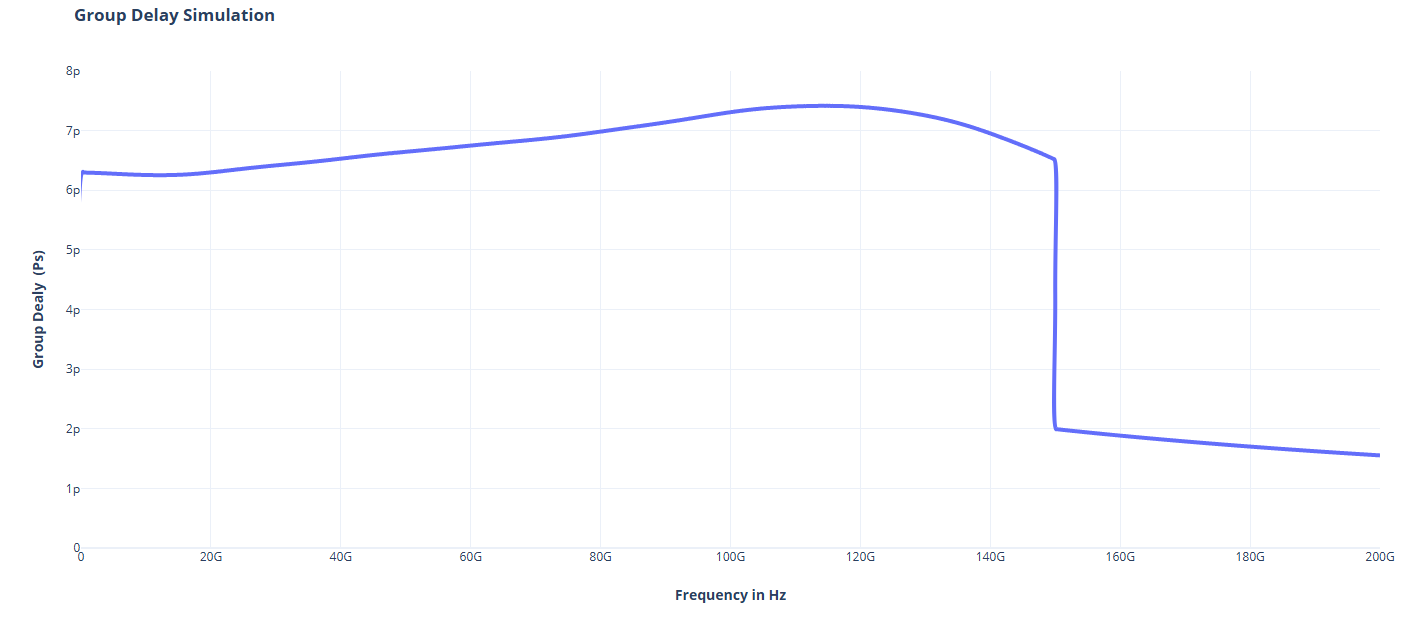 Group Delay Simulation
8p
7p
6p
5p
4p
3p
2p
1p
0
Group Dealy (Ps)
0 20G 40G 60G 80G 100G 120G 140G 160G 180G 200G
Frequency in Hz